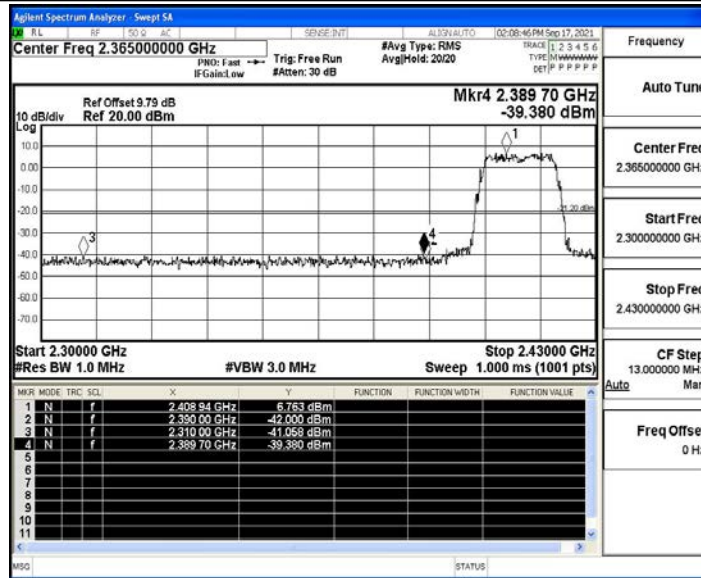 Agilent Spectrum Analyzer - Swept SA
RL RF 50 Ω AC SENSE:INT ALIGN AUTO 02:08:46 PM Sep 17, 2021
Center Freq 2.365000000 GHz
PNO: Fast
IFGain:Low
Trig: Free Run
#Atten: 30 dB
#Avg Type: RMS
Avg|Hold: 20/20
TRACE 1 2 3 4 5 6
TYPE M
DET P P P P P P
Frequency
Ref Offset 9.79 dB
Ref 20.00 dBm
10 dB/div
Log
Mkr4 2.389 70 GHz
-39.380 dBm
10.0
0.00
-10.0
-20.0
-30.0
-40.0
-50.0
-60.0
-70.0
1
3
4
-21.20 dBm
Start 2.30000 GHz
Stop 2.43000 GHz
#Res BW 1.0 MHz
#VBW 3.0 MHz
Sweep 1.000 ms (1001 pts)
MKR MODE TRC SCL X Y FUNCTION FUNCTION WIDTH FUNCTION VALUE
1 N f 2.408 94 GHz 6.763 dBm
2 N f 2.390 00 GHz -42.000 dBm
3 N f 2.310 00 GHz -41.058 dBm
4 N f 2.389 70 GHz -39.380 dBm
5
6
7
8
9
10
11
MSG
STATUS
Auto Tune
Center Freq
2.365000000 GHz
Start Freq
2.300000000 GHz
Stop Freq
2.430000000 GHz
CF Step
13.000000 MHz
Auto Man
Freq Offset
0 Hz